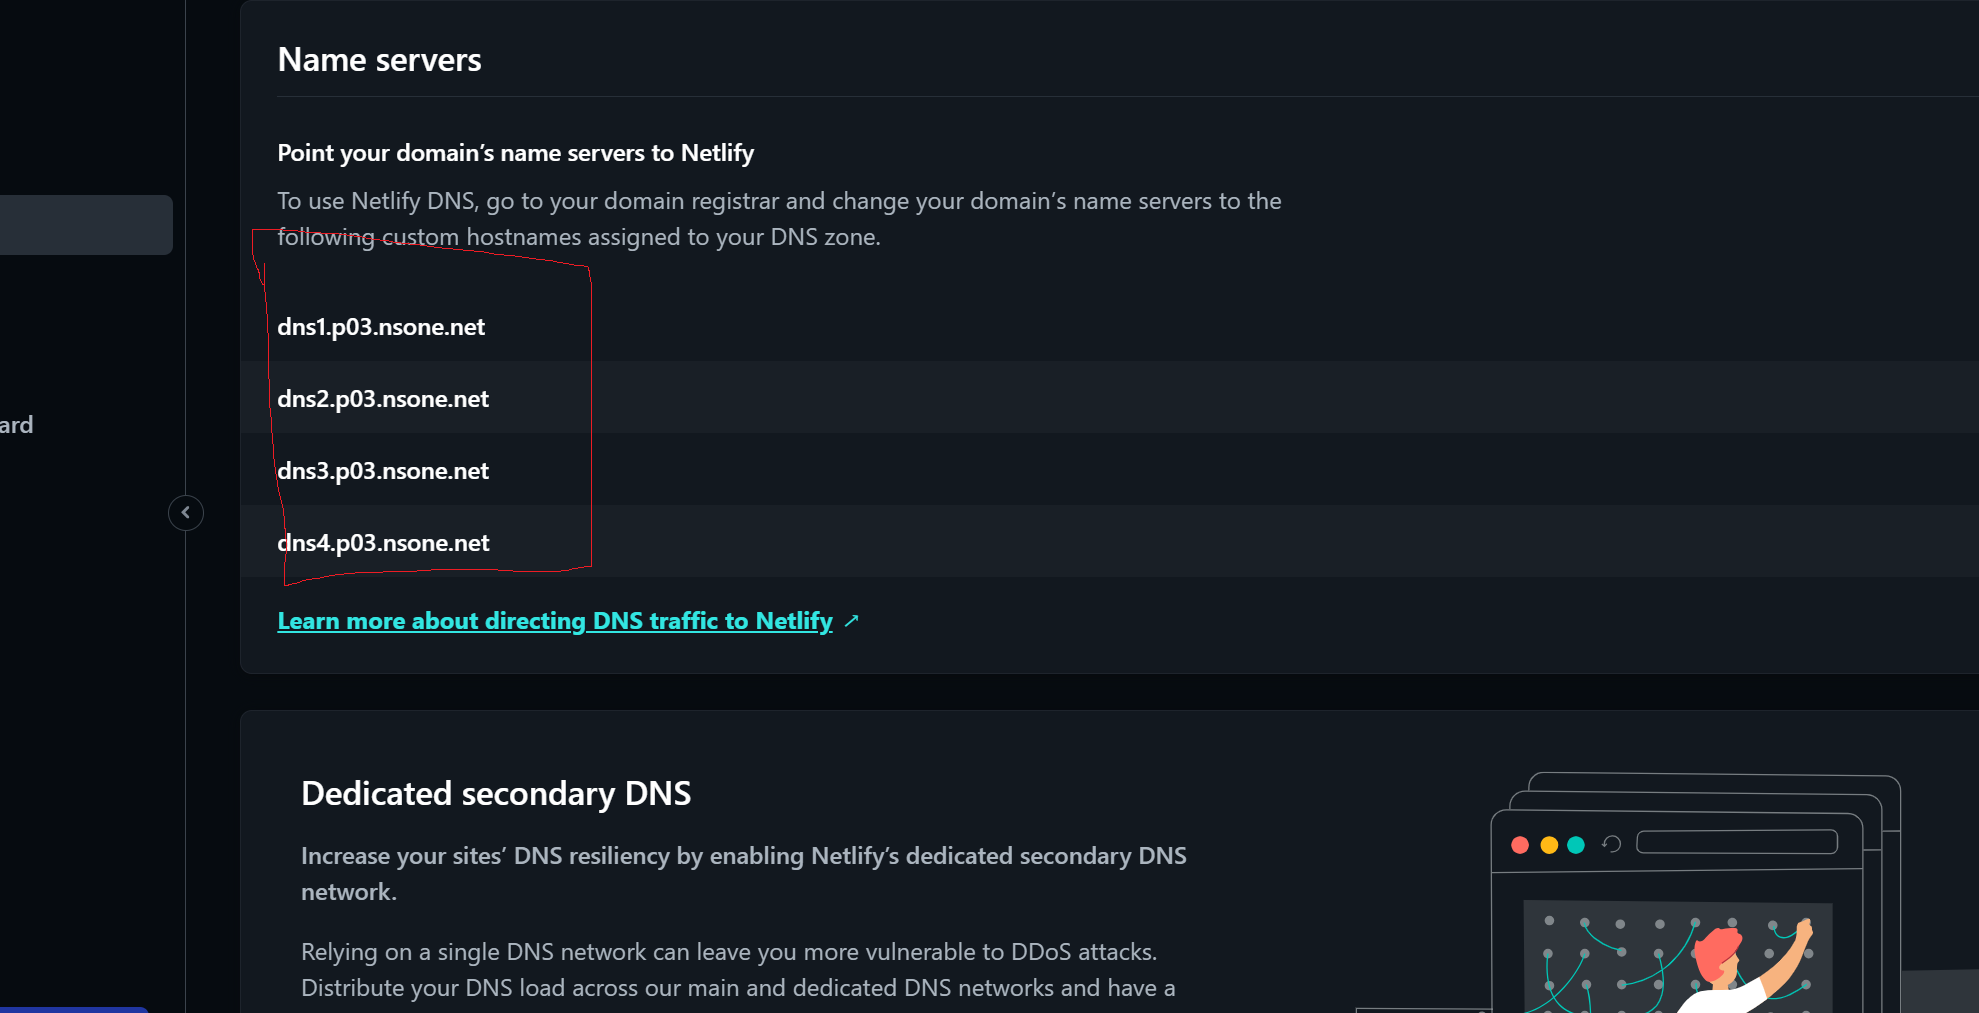 Name servers
Point your domain’s name servers to Netlify
To use Netlify DNS, go to your domain registrar and change your domain’s name servers to the
following custom hostnames assigned to your DNS zone.
dns1.p03.nsone.net
dns2.p03.nsone.net
ard
dns3.p03.nsone.net
dns4.p03.nsone.net
Learn more about directing DNS traffic to Netlify ↗
Dedicated secondary DNS
Increase your sites’ DNS resiliency by enabling Netlify’s dedicated secondary DNS
network.
Relying on a single DNS network can leave you more vulnerable to DDoS attacks.
Distribute your DNS load across our main and dedicated DNS networks and have a